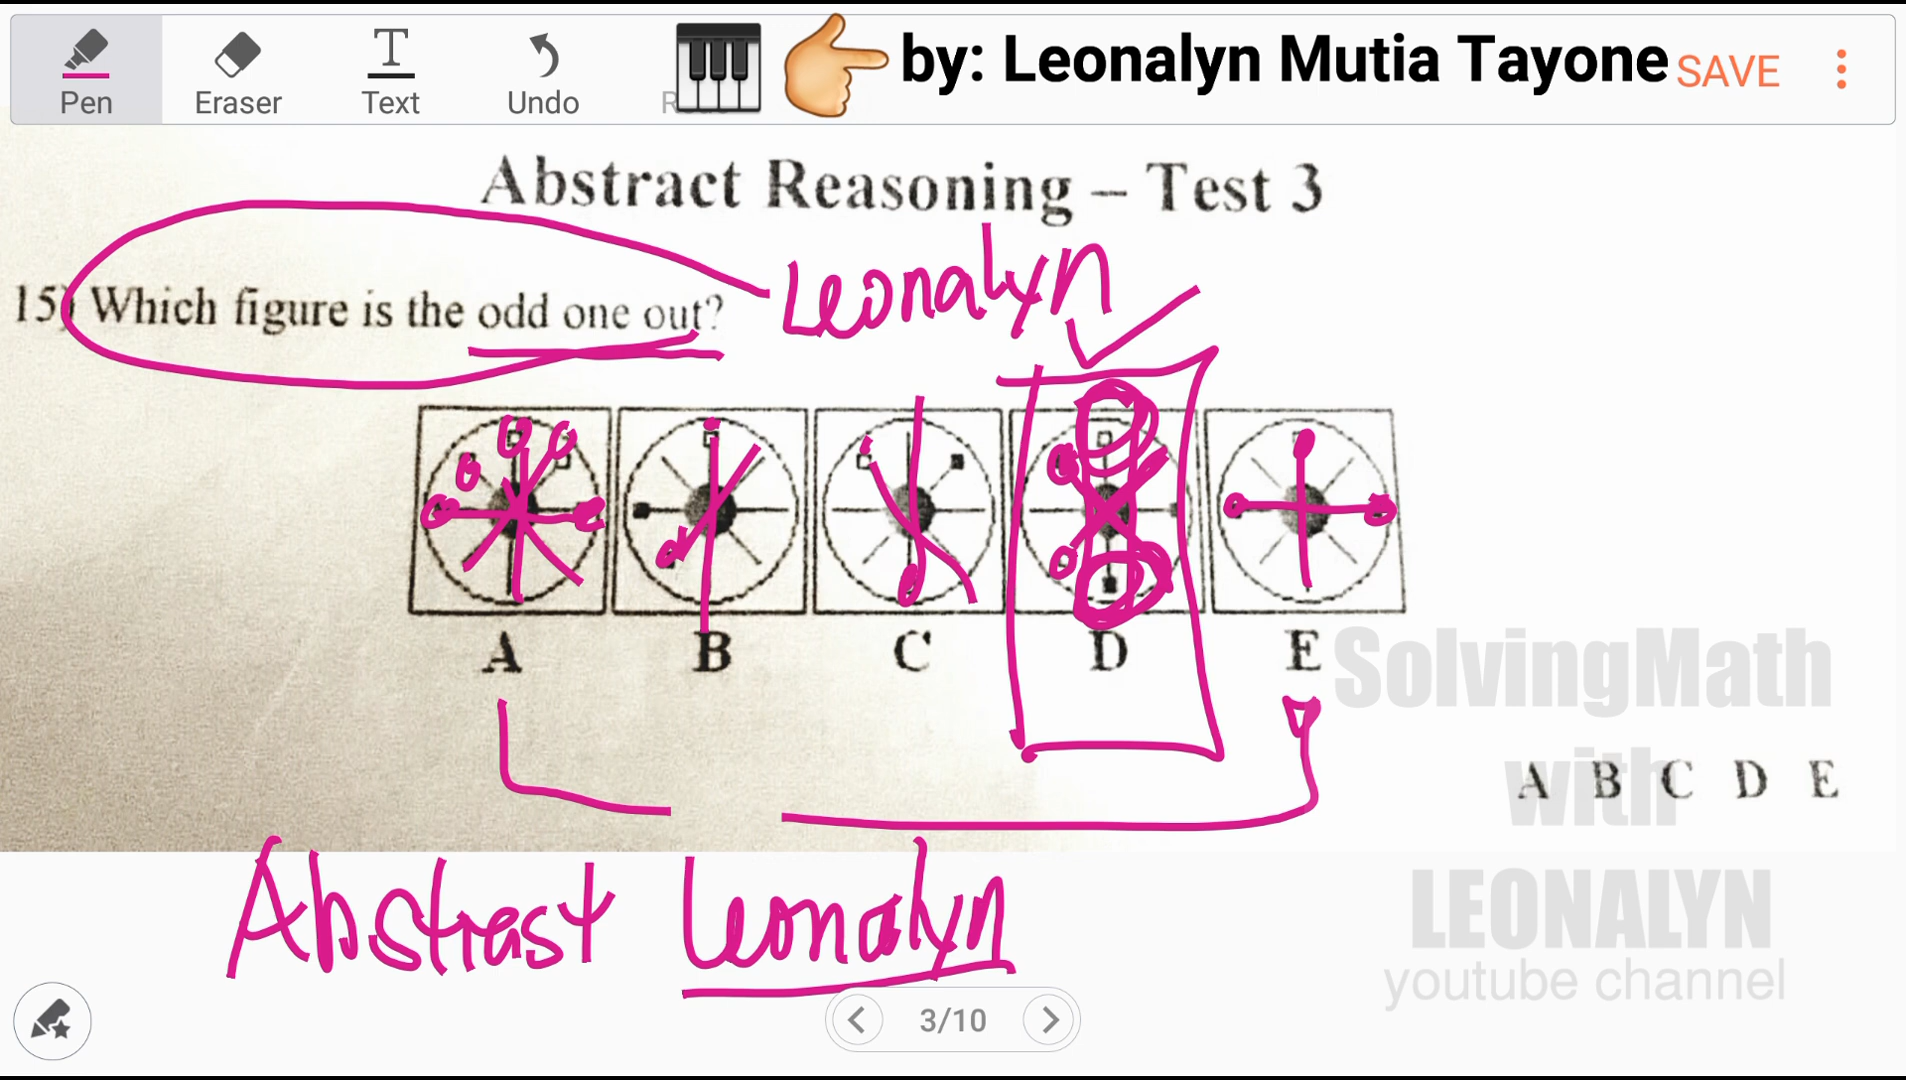 Pen Eraser Text Undo by: Leonalyn Mutia Tayone SAVE
Abstract Reasoning – Test 3
15) Which figure is the odd one out?
Leonalyn
A B C D E
SolvingMath
with
A B C D E
LEONALYN
youtube channel
Abstrast Leonalyn
3/10